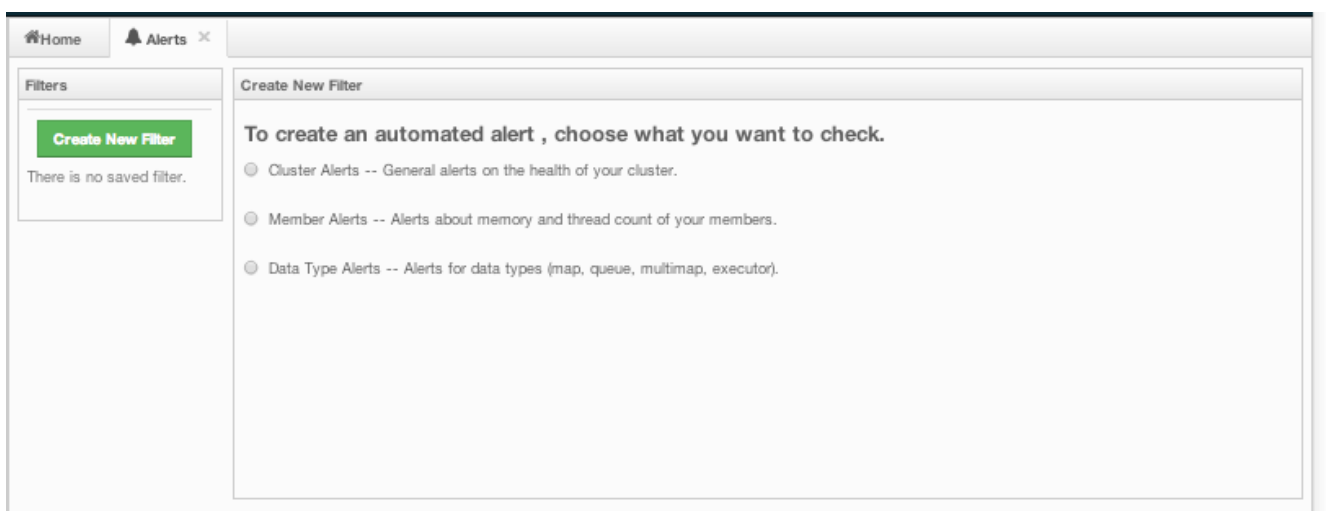 Home
Alerts ×
Filters
Create New Filter
There is no saved filter.
Create New Filter
To create an automated alert , choose what you want to check.
Cluster Alerts -- General alerts on the health of your cluster.
Member Alerts -- Alerts about memory and thread count of your members.
Data Type Alerts -- Alerts for data types (map, queue, multimap, executor).